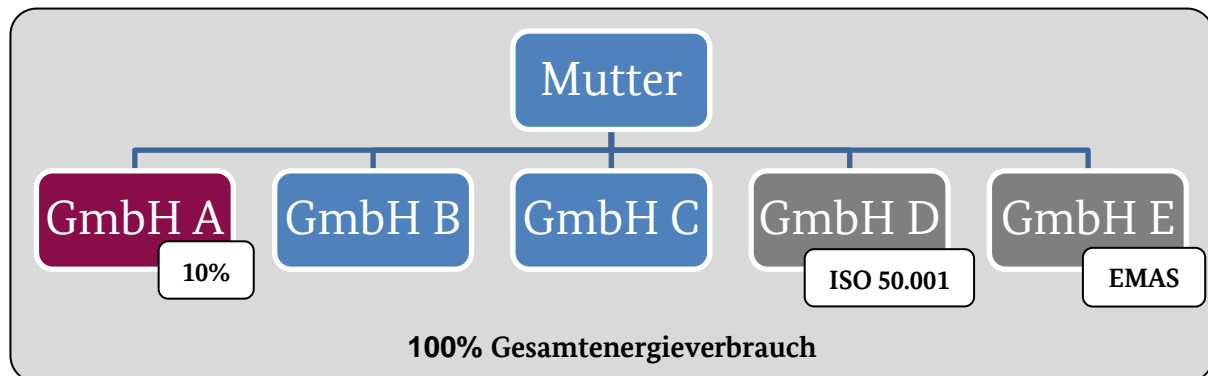 Mutter
GmbH A
GmbH B
GmbH C
GmbH D
GmbH E
10%
ISO 50.001
EMAS
100% Gesamtenergieverbrauch